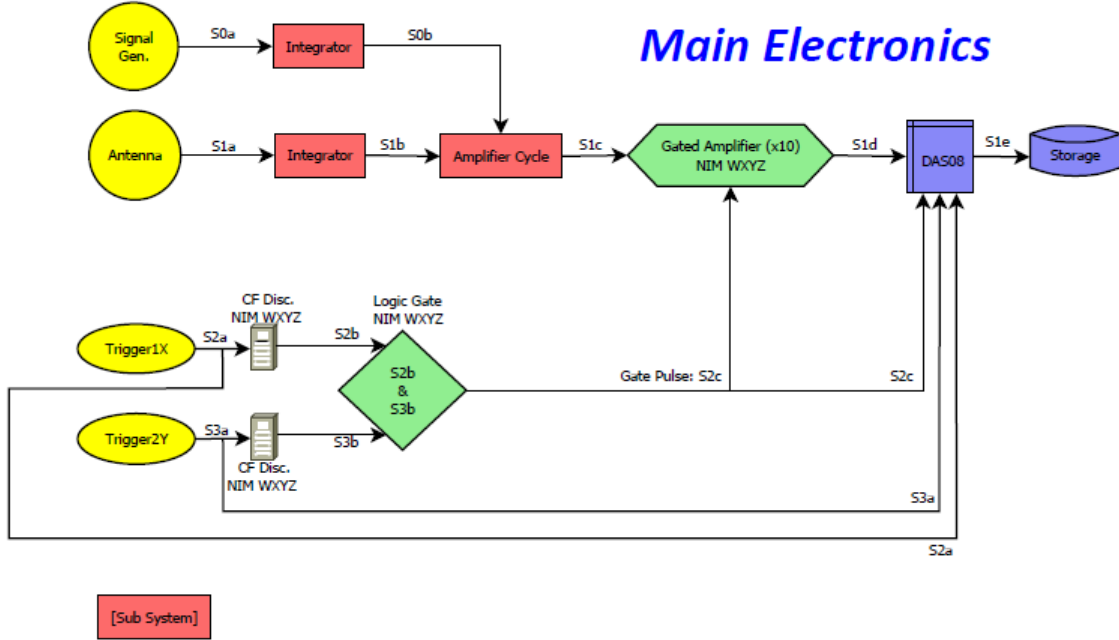 Main Electronics
Signal
Gen.
S0a
Integrator
S0b
Antenna
S1a
Integrator
S1b
Amplifier Cycle
S1c
Gated Amplifier (x10)
NIM WXYZ
S1d
DAS08
S1e
Storage
CF Disc.
NIM WXYZ
Logic Gate
NIM WXYZ
Trigger1X
S2a
S2b
S2b
&
S3b
Gate Pulse: S2c
S2c
Trigger2Y
S3a
S3b
CF Disc.
NIM WXYZ
S3a
S2a
[Sub System]